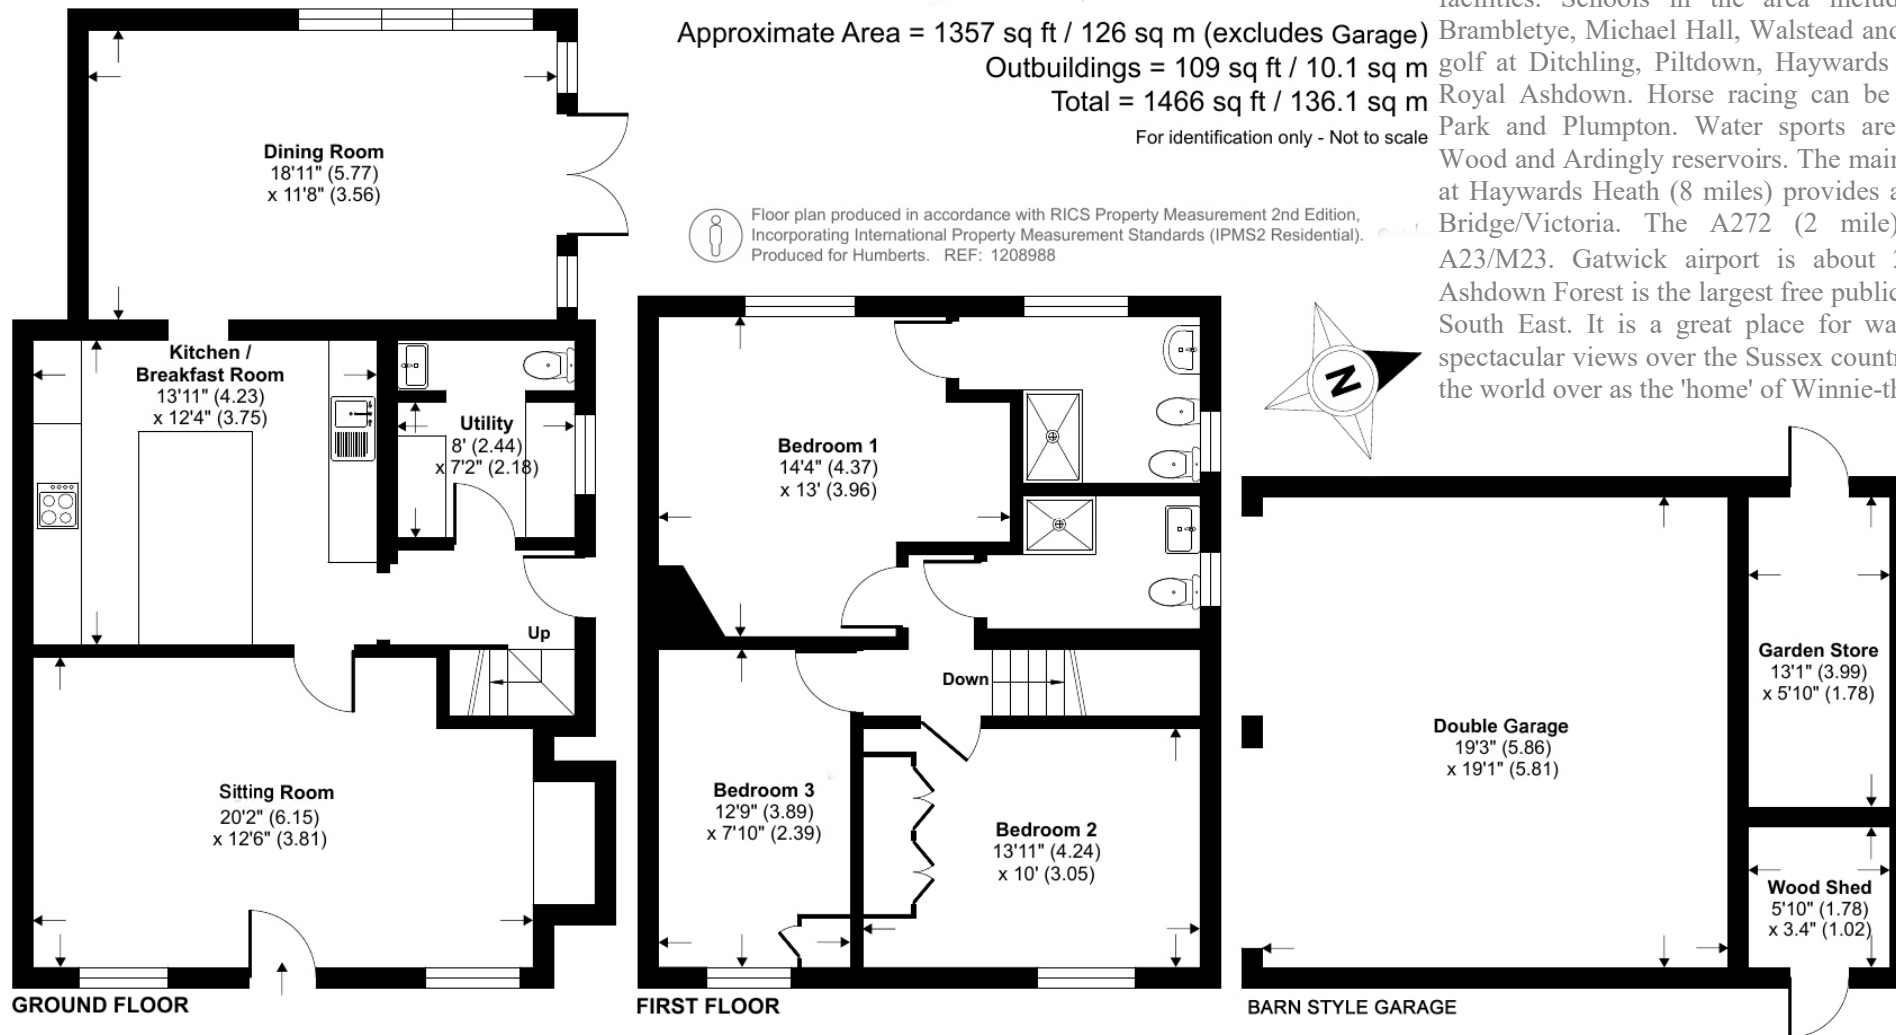 Approximate Area = 1357 sq ft / 126 sq m (excludes Garage)
Outbuildings = 109 sq ft / 10.1 sq m
Total = 1466 sq ft / 136.1 sq m
For identification only - Not to scale
Floor plan produced in accordance with RICS Property Measurement 2nd Edition,
Incorporating International Property Measurement Standards (IPMS2 Residential).
Produced for Humberts. REF: 1208988
facilities. Schools in the area includ
Brambletye, Michael Hall, Walstead and
golf at Ditchling, Piltdown, Haywards
Royal Ashdown. Horse racing can be
Park and Plumpton. Water sports are
Wood and Ardingly reservoirs. The main
at Haywards Heath (8 miles) provides a
Bridge/Victoria. The A272 (2 mile)
A23/M23. Gatwick airport is about 2
Ashdown Forest is the largest free public
South East. It is a great place for wa
spectacular views over the Sussex countr
the world over as the 'home' of Winnie-th
Dining Room
18'11" (5.77)
x 11'8" (3.56)
Kitchen /
Breakfast Room
13'11" (4.23)
x 12'4" (3.75)
Utility
8' (2.44)
x 7'2" (2.18)
Up
Sitting Room
20'2" (6.15)
x 12'6" (3.81)
GROUND FLOOR
Bedroom 1
14'4" (4.37)
x 13' (3.96)
Down
Bedroom 3
12'9" (3.89)
x 7'10" (2.39)
Bedroom 2
13'11" (4.24)
x 10' (3.05)
FIRST FLOOR
N
Double Garage
19'3" (5.86)
x 19'1" (5.81)
Garden Store
13'1" (3.99)
x 5'10" (1.78)
Wood Shed
5'10" (1.78)
x 3.4" (1.02)
BARN STYLE GARAGE